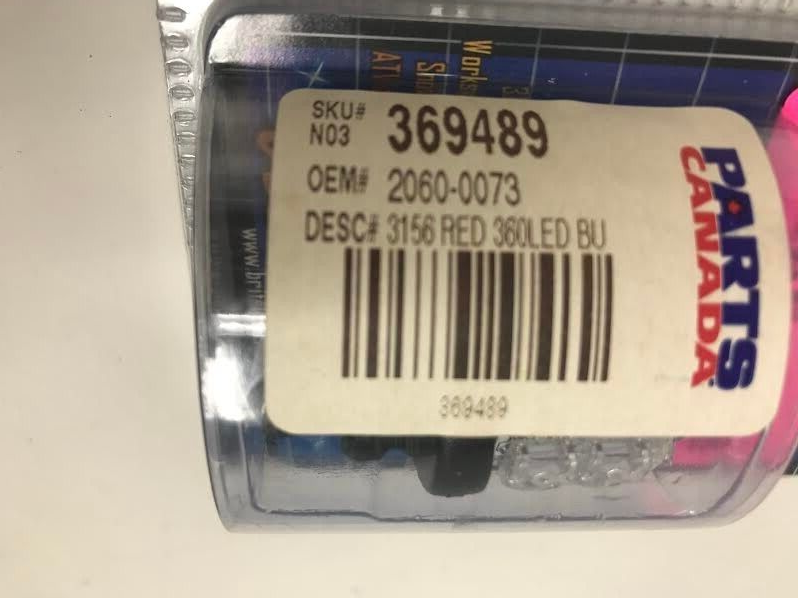 SKU# N03 369489
OEM# 2060-0073
DESC# 3156 RED 360LED BU
369489
PARTS CANADA